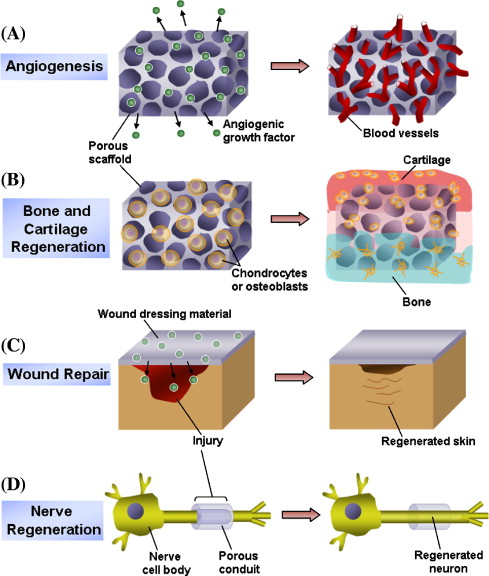 (A)
Angiogenesis
Angiogenic
growth factor
Blood vessels
Porous
scaffold
(B)
Bone and
Cartilage
Regeneration
Cartilage
Chondrocytes
or osteoblasts
Bone
Wound dressing material
(C)
Wound Repair
Injury
Regenerated skin
(D)
Nerve
Regeneration
Nerve
cell body
Porous
conduit
Regenerated
neuron